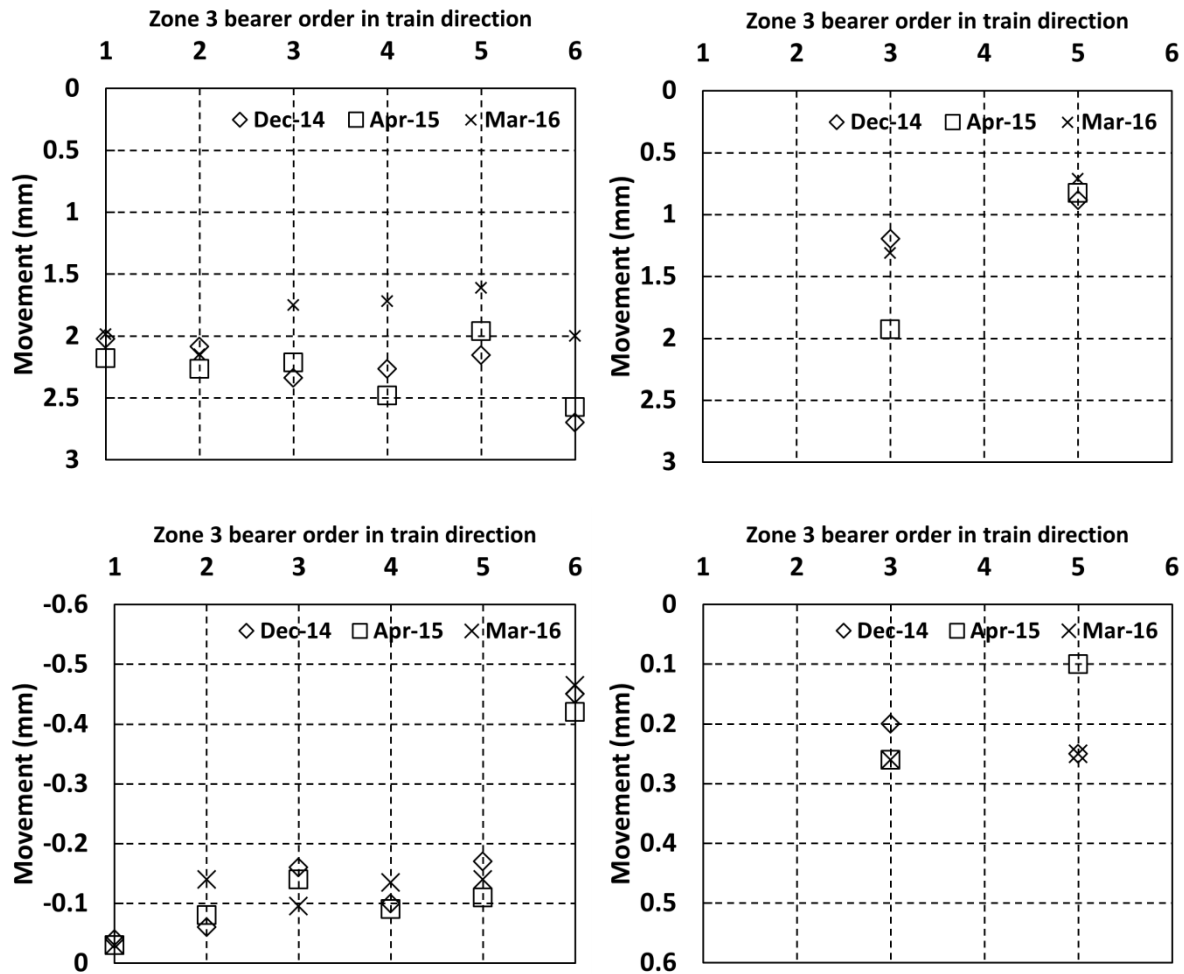 Zone 3 bearer order in train direction
1 2 3 4 5 6
0
0.5
1
1.5
2
2.5
3
Movement (mm)
Dec-14 Apr-15 Mar-16
Zone 3 bearer order in train direction
1 2 3 4 5 6
0
0.5
1
1.5
2
2.5
3
Movement (mm)
Dec-14 Apr-15 Mar-16
Zone 3 bearer order in train direction
1 2 3 4 5 6
-0.6
-0.5
-0.4
-0.3
-0.2
-0.1
0
Movement (mm)
Dec-14 Apr-15 Mar-16
Zone 3 bearer order in train direction
1 2 3 4 5 6
0
0.1
0.2
0.3
0.4
0.5
0.6
Movement (mm)
Dec-14 Apr-15 Mar-16